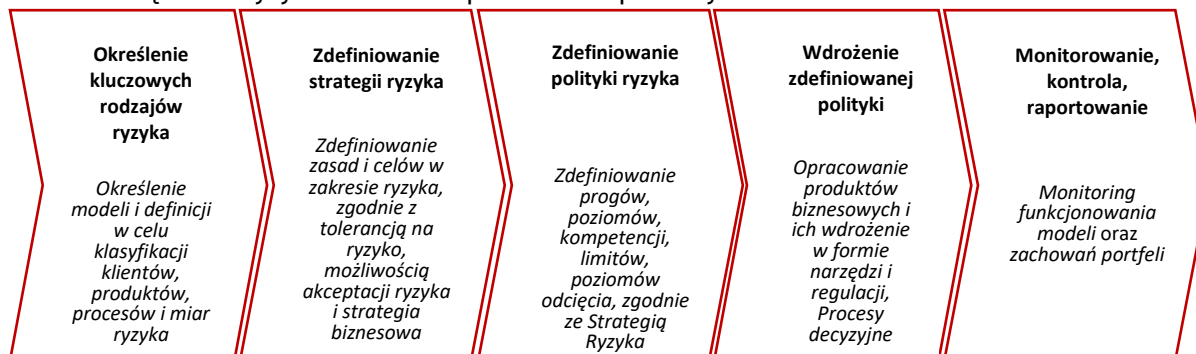 Określenie
kluczowych
rodzajów
ryzyka
Określenie
modeli i definicji
w celu
klasyfikacji
klientów,
produktów,
procesów i miar
ryzyka
Zdefiniowanie
strategii ryzyka
Zdefiniowanie
zasad i celów w
zakresie ryzyka,
zgodnie z
tolerancją na
ryzyko,
możliwością
akceptacji ryzyka
i strategia
biznesowa
Zdefiniowanie
polityki ryzyka
Zdefiniowanie
progów,
poziomów,
kompetencji,
limitów,
poziomów
odcięcia, zgodnie
ze Strategią
Ryzyka
Wdrożenie
zdefiniowanej
polityki
Opracowanie
produktów
biznesowych i
ich wdrożenie
w formie
narzędzi i
regulacji,
Procesy
decyzyjne
Monitorowanie,
kontrola,
raportowanie
Monitoring
funkcjonowania
modeli oraz
zachowań portfeli